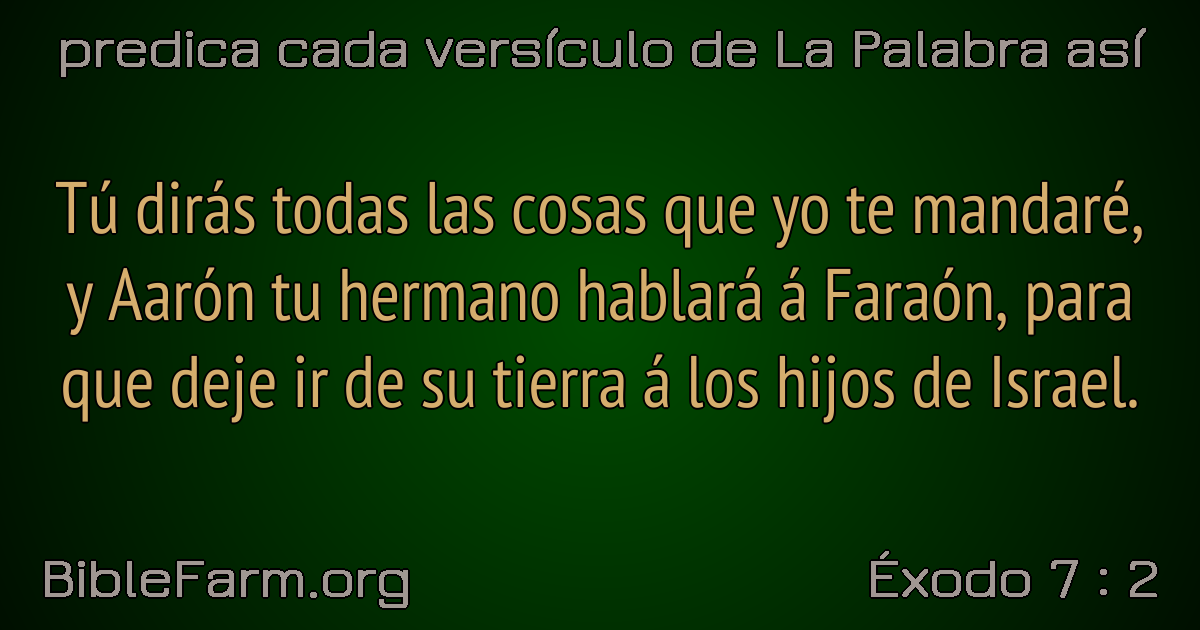 predica cada versículo de La Palabra así
Tú dirás todas las cosas que yo te mandaré,
y Aarón tu hermano hablará á Faraón, para
que deje ir de su tierra á los hijos de Israel.
BibleFarm.org
Éxodo 7 : 2